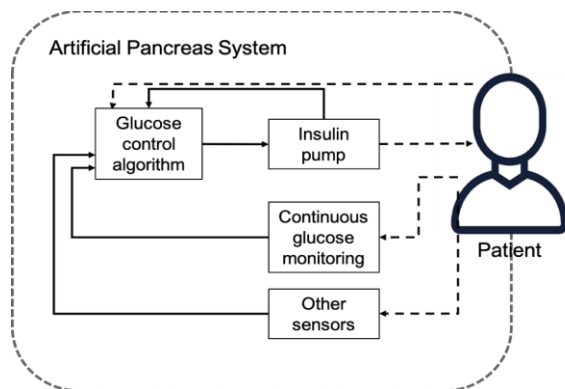 Artificial Pancreas System
Glucose
control
algorithm
Insulin
pump
Continuous
glucose
monitoring
Patient
Other
sensors